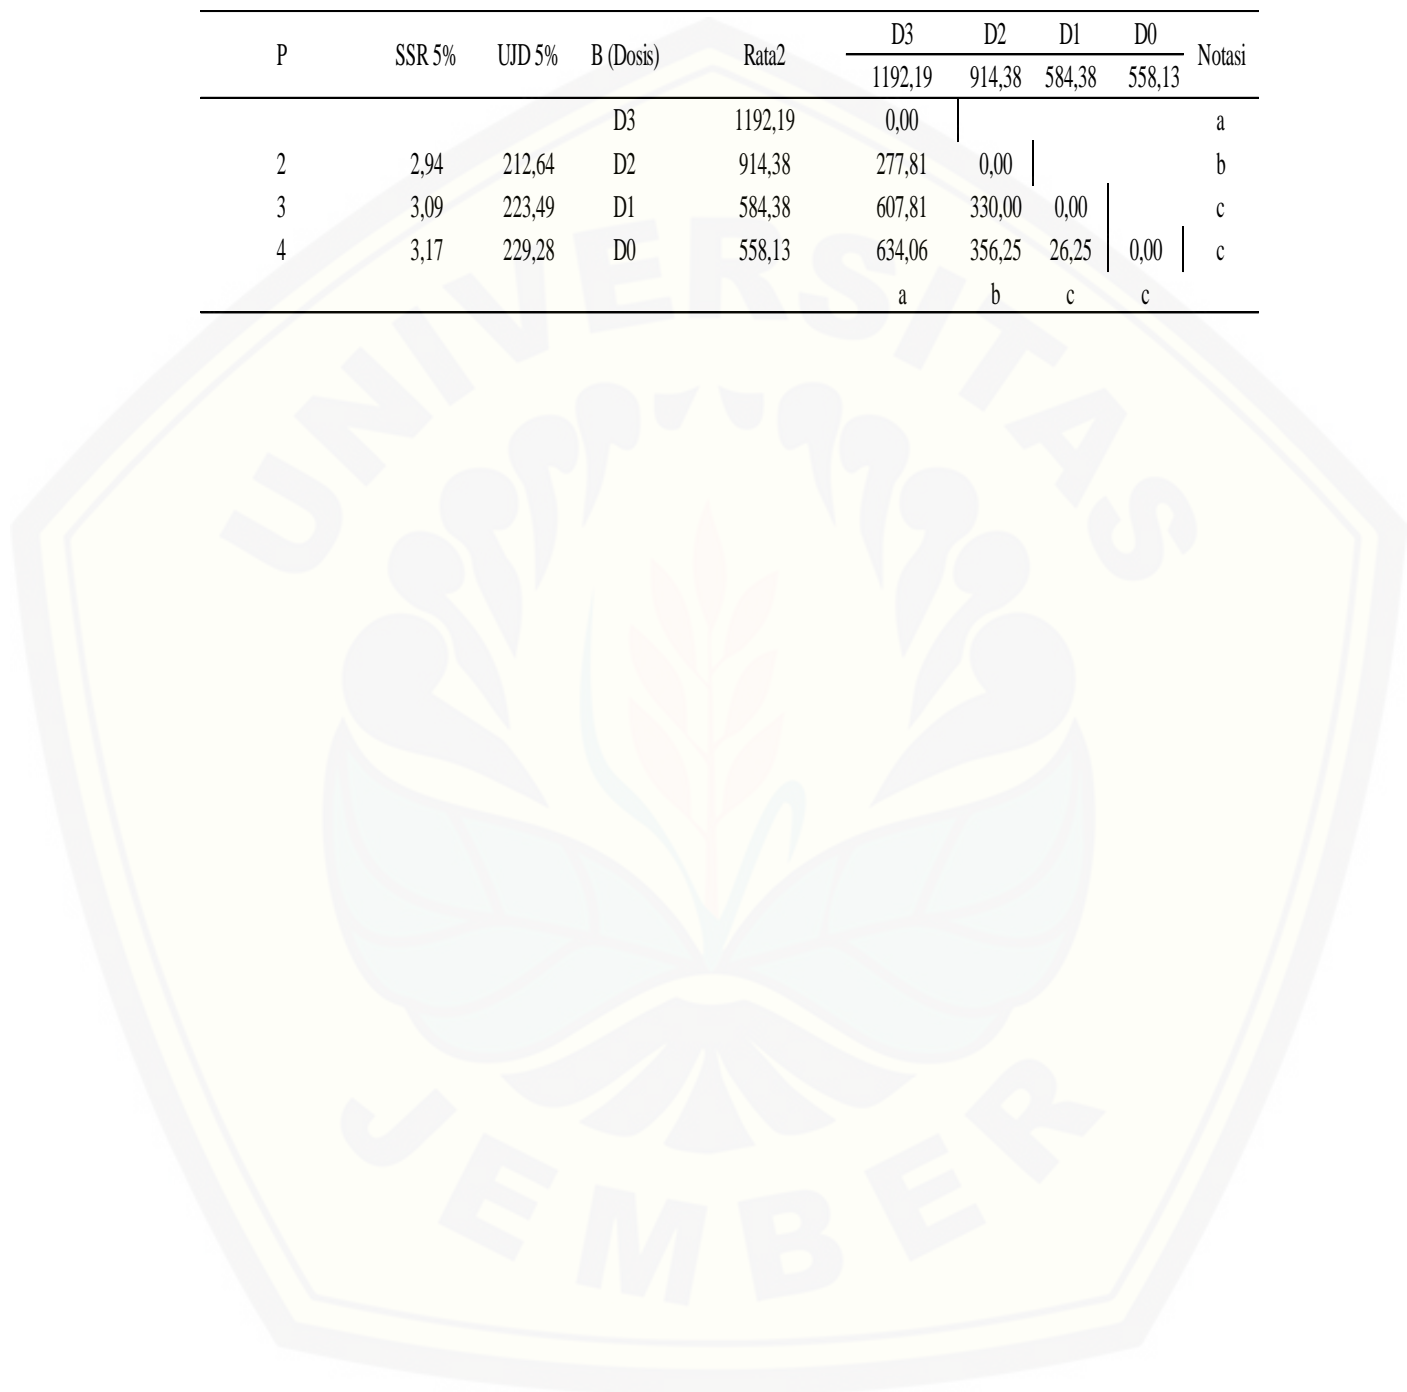 P SSR 5% UJD 5% B (Dosis) Rata2 D3 D2 D1 D0 Notasi
1192,19 914,38 584,38 558,13
D3 1192,19 0,00 a
2 2,94 212,64 D2 914,38 277,81 0,00 b
3 3,09 223,49 D1 584,38 607,81 330,00 0,00 c
4 3,17 229,28 D0 558,13 634,06 356,25 26,25 0,00 c
a b c c
UNIVERSITAS
JEMBER